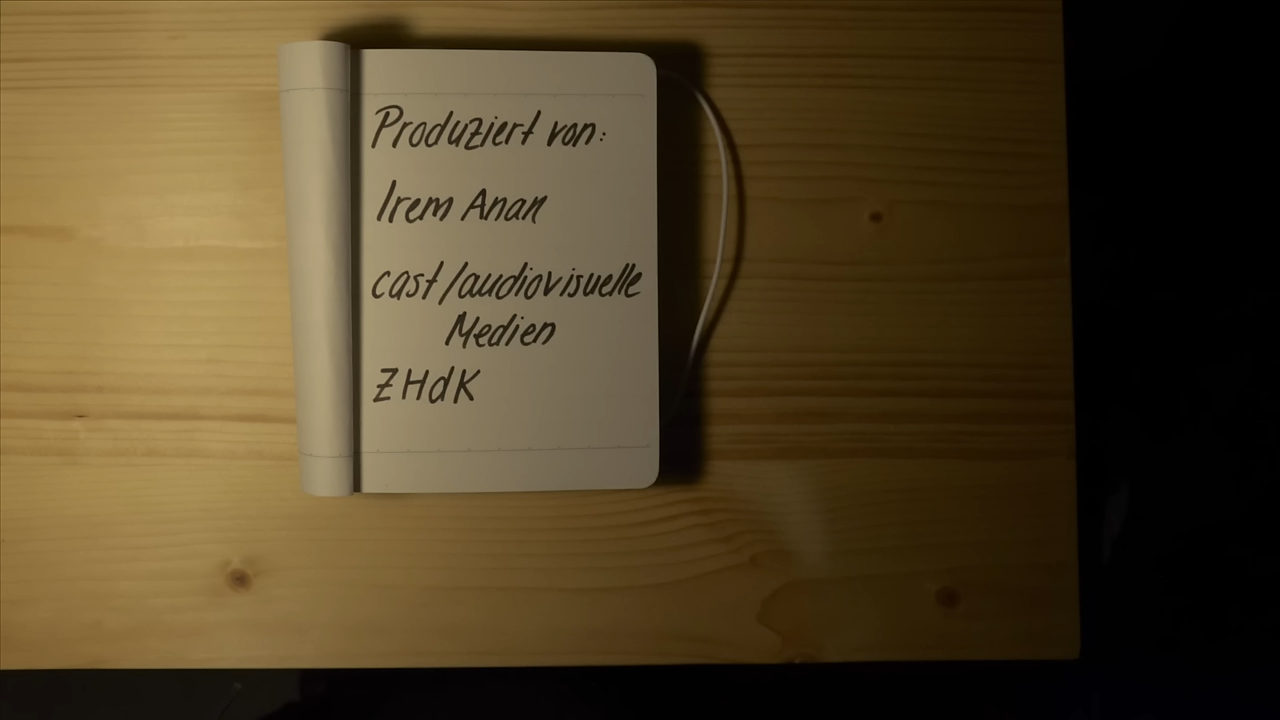 Produziert von:
Irem Anan
cast/audiovisuelle
Medien
ZHdK